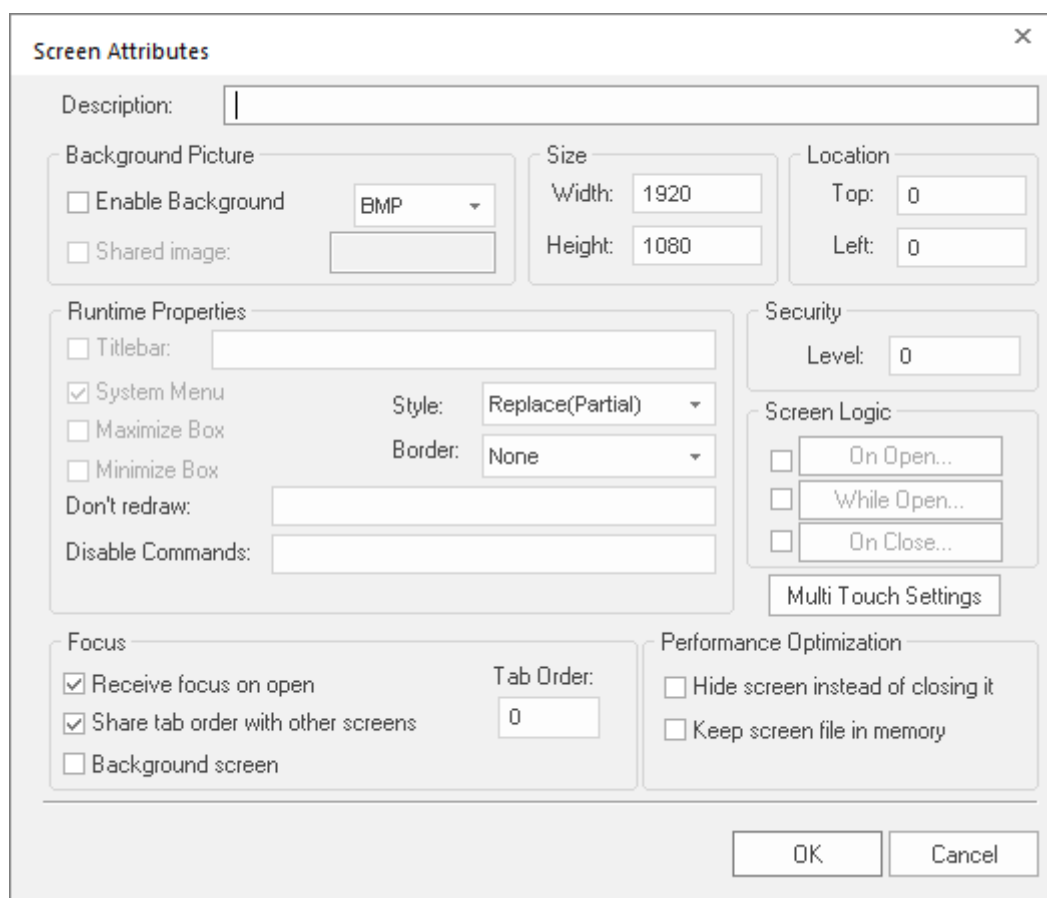 Screen Attributes
Description:
Background Picture
Enable Background
BMP
Shared image:
Size
Width: 1920
Height: 1080
Location
Top: 0
Left: 0
Runtime Properties
Titlebar:
System Menu
Maximize Box
Minimize Box
Style: Replace(Partial)
Border: None
Don't redraw:
Disable Commands:
Security
Level: 0
Screen Logic
On Open...
While Open...
On Close...
Multi Touch Settings
Focus
Receive focus on open
Share tab order with other screens
Background screen
Tab Order:
0
Performance Optimization
Hide screen instead of closing it
Keep screen file in memory
OK
Cancel